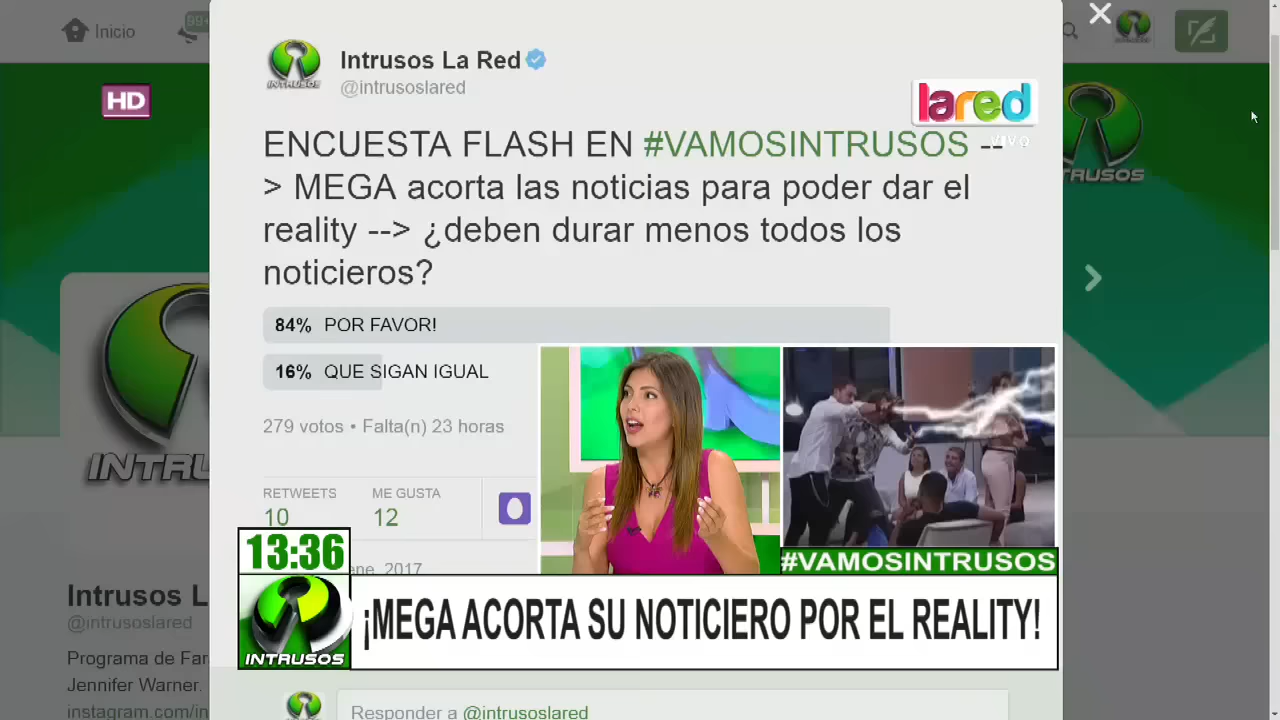 Inicio
99+
HD
INTRUSOS
Intrusos La Red
@intrusoslared
lared
VIVO
ENCUESTA FLASH EN #VAMOSINTRUSOS --
> MEGA acorta las noticias para poder dar el
reality --> ¿deben durar menos todos los
noticieros?
84% POR FAVOR!
16% QUE SIGAN IGUAL
279 votos • Falta(n) 23 horas
RETWEETS ME GUSTA
10 12
ene. 2017
13:36
#VAMOSINTRUSOS
INTRUSOS
¡MEGA ACORTA SU NOTICIERO POR EL REALITY!
Intrusos L
@intrusoslared
Programa de Far
Jennifer Warner.
instagram.com/in
Responder a @intrusoslared